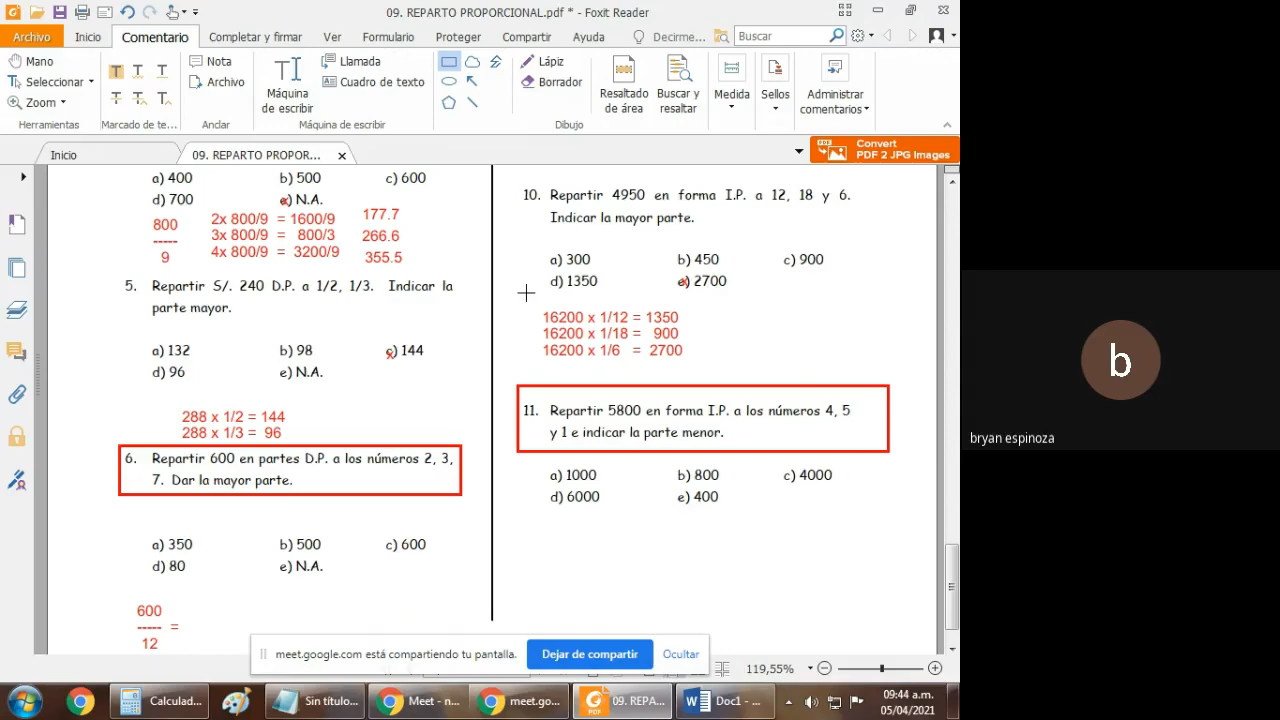 09. REPARTO PROPORCIONAL.pdf * - Foxit Reader
Archivo
Inicio
Comentario
Completar y firmar
Ver
Formulario
Proteger
Compartir
Ayuda
Decirme...
Buscar
Mano
Seleccionar
Zoom
Herramientas
Marcado de te...
Nota
Archivo
Anclar
Máquina
de escribir
Llamada
Cuadro de texto
Máquina de escribir
Lápiz
Borrador
Dibujo
Resaltado
de área
Buscar y
resaltar
Medida
Sellos
Administrar
comentarios
Inicio
09. REPARTO PROPOR...
Convert
PDF 2 JPG Images
a) 400 b) 500 c) 600
d) 700 e) N.A.
800
-----
9
2x 800/9 = 1600/9 177.7
3x 800/9 = 800/3 266.6
4x 800/9 = 3200/9 355.5
5. Repartir S/. 240 D.P. a 1/2, 1/3. Indicar la
parte mayor.
a) 132 b) 98 c) 144
d) 96 e) N.A.
288 x 1/2 = 144
288 x 1/3 = 96
6. Repartir 600 en partes D.P. a los números 2, 3,
7. Dar la mayor parte.
a) 350 b) 500 c) 600
d) 80 e) N.A.
600
----- =
12
10. Repartir 4950 en forma I.P. a 12, 18 y 6.
Indicar la mayor parte.
a) 300 b) 450 c) 900
d) 1350 e) 2700
16200 x 1/12 = 1350
16200 x 1/18 = 900
16200 x 1/6 = 2700
11. Repartir 5800 en forma I.P. a los números 4, 5
y 1 e indicar la parte menor.
a) 1000 b) 800 c) 4000
d) 6000 e) 400
b
bryan espinoza
meet.google.com está compartiendo tu pantalla.
Dejar de compartir
Ocultar
119,55%
Calculad...
Sin título...
Meet - n...
meet.go...
09. REPA...
Doc1 - ...
09:44 a.m.
05/04/2021